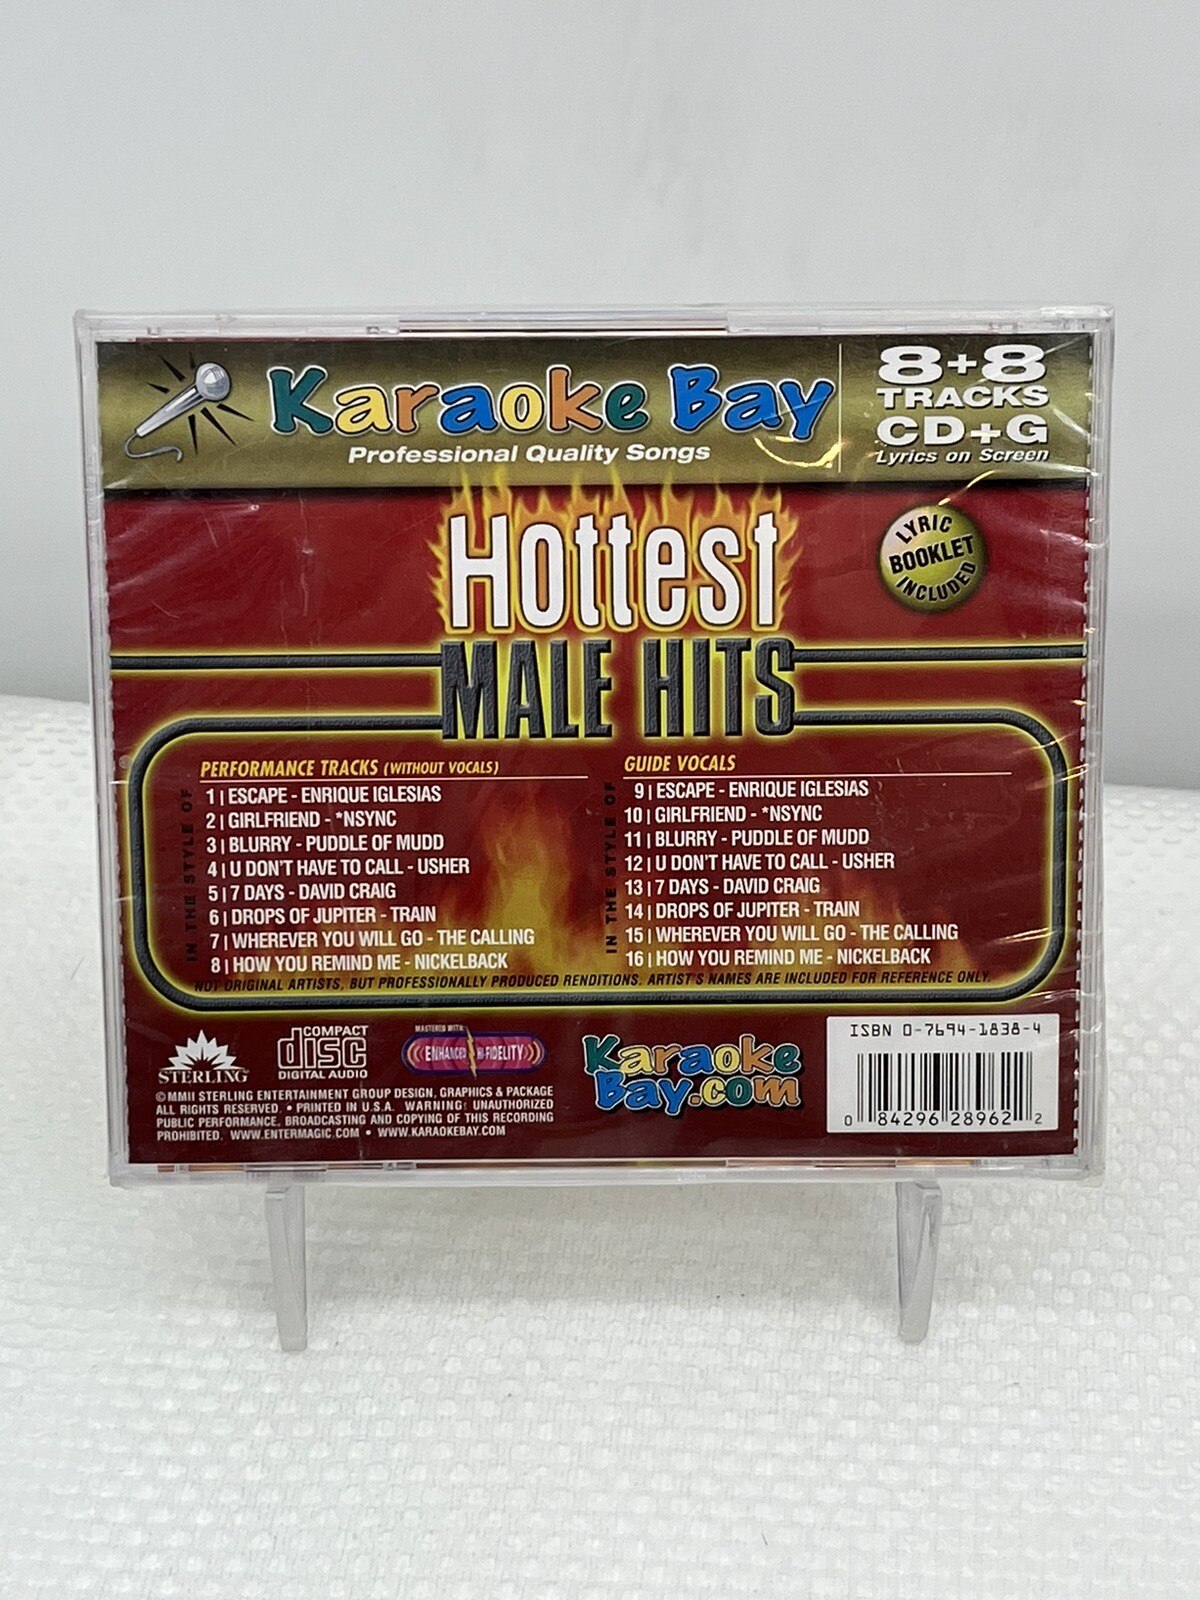 Karaoke Bay
Professional Quality Songs
8+8
TRACKS
CD+G
Lyrics on Screen
LYRIC
BOOKLET
INCLUDED
Hottest
MALE HITS
PERFORMANCE TRACKS (WITHOUT VOCALS)
IN THE STYLE OF
1 | ESCAPE - ENRIQUE IGLESIAS
2 | GIRLFRIEND - *NSYNC
3 | BLURRY - PUDDLE OF MUDD
4 | U DON'T HAVE TO CALL - USHER
5 | 7 DAYS - DAVID CRAIG
6 | DROPS OF JUPITER - TRAIN
7 | WHEREVER YOU WILL GO - THE CALLING
8 | HOW YOU REMIND ME - NICKELBACK
GUIDE VOCALS
IN THE STYLE OF
9 | ESCAPE - ENRIQUE IGLESIAS
10 | GIRLFRIEND - *NSYNC
11 | BLURRY - PUDDLE OF MUDD
12 | U DON'T HAVE TO CALL - USHER
13 | 7 DAYS - DAVID CRAIG
14 | DROPS OF JUPITER - TRAIN
15 | WHEREVER YOU WILL GO - THE CALLING
16 | HOW YOU REMIND ME - NICKELBACK
NOT ORIGINAL ARTISTS, BUT PROFESSIONALLY PRODUCED RENDITIONS. ARTIST'S NAMES ARE INCLUDED FOR REFERENCE ONLY.
STERLING™
COMPACT
disc
DIGITAL AUDIO
MASTERED WITH
ENHANCED HI-FIDELITY
Karaoke
Bay.com
ISBN 0-7694-1838-4
0 84296 28962 2
© MMII STERLING ENTERTAINMENT GROUP DESIGN, GRAPHICS & PACKAGE
ALL RIGHTS RESERVED. • PRINTED IN U.S.A. WARNING: UNAUTHORIZED
PUBLIC PERFORMANCE, BROADCASTING AND COPYING OF THIS RECORDING
PROHIBITED. WWW.ENTERMAGIC.COM • WWW.KARAOKEBAY.COM